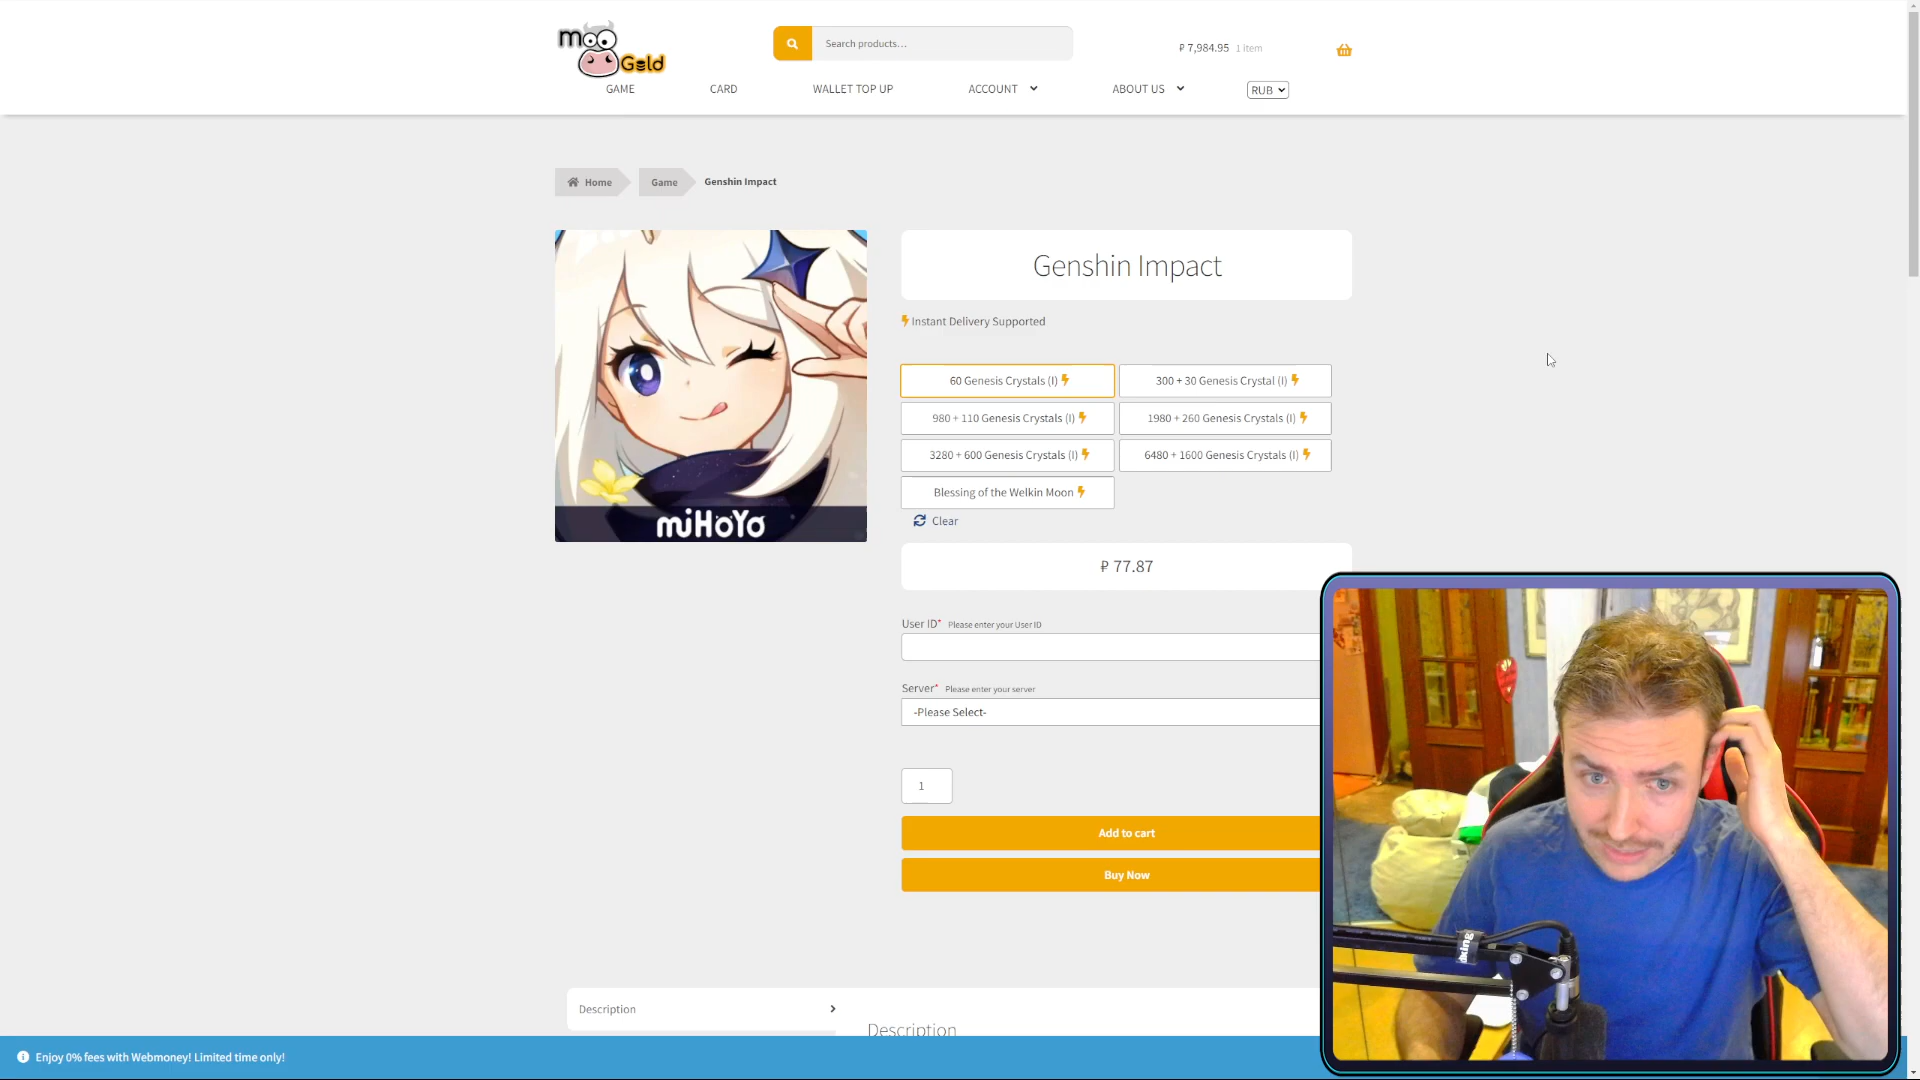 moo
Gold
Search products…
₽ 7,984.95 1 item
GAME
CARD
WALLET TOP UP
ACCOUNT
ABOUT US
RUB
Home
Game
Genshin Impact
miHoYo
Genshin Impact
Instant Delivery Supported
60 Genesis Crystals (I)
300 + 30 Genesis Crystal (I)
980 + 110 Genesis Crystals (I)
1980 + 260 Genesis Crystals (I)
3280 + 600 Genesis Crystals (I)
6480 + 1600 Genesis Crystals (I)
Blessing of the Welkin Moon
Clear
₽ 77.87
User ID* Please enter your User ID
Server* Please enter your server
-Please Select-
1
Add to cart
Buy Now
Description
Description
Enjoy 0% fees with Webmoney! Limited time only!